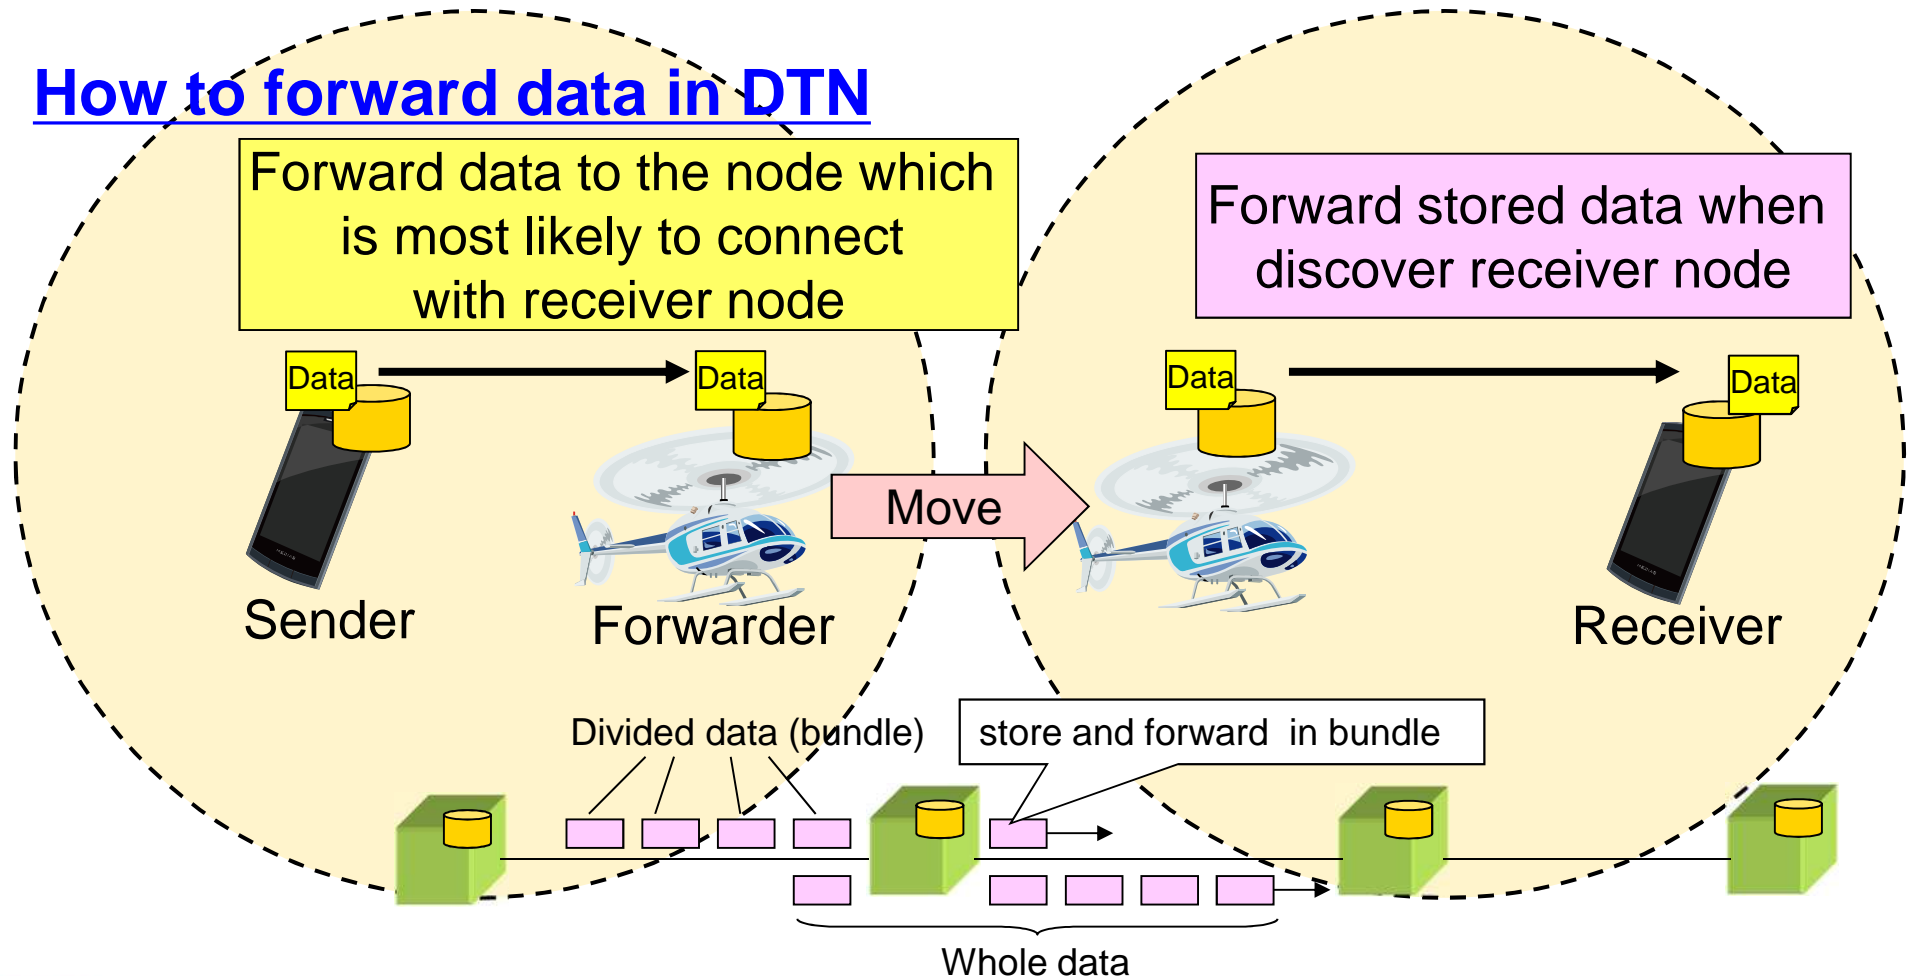 How to forward data in DTN
Forward data to the node which
is most likely to connect
with receiver node
Forward stored data when
discover receiver node
Data
Data
Data
Data
Move
Sender
Forwarder
Receiver
Divided data (bundle)
store and forward in bundle
Whole data